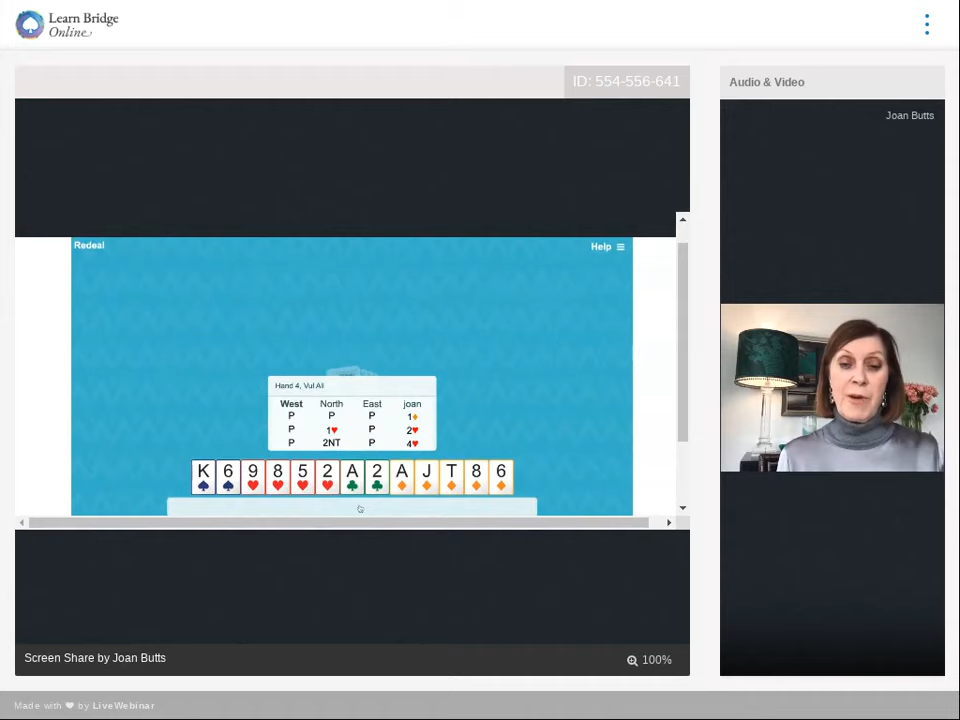 Learn Bridge
Online
ID: 554-556-641
Audio & Video
Joan Butts
Redeal
Help
Hand 4, Vul All
West North East joan
P P P 1♦
P 1♥ P 2♥
P 2NT P 4♥
K 6 9 8 5 2 A 2 A J T 8 6
♠ ♠ ♥ ♥ ♥ ♥ ♣ ♣ ♦ ♦ ♦ ♦ ♦
Screen Share by Joan Butts
100%
Made with ♥ by LiveWebinar